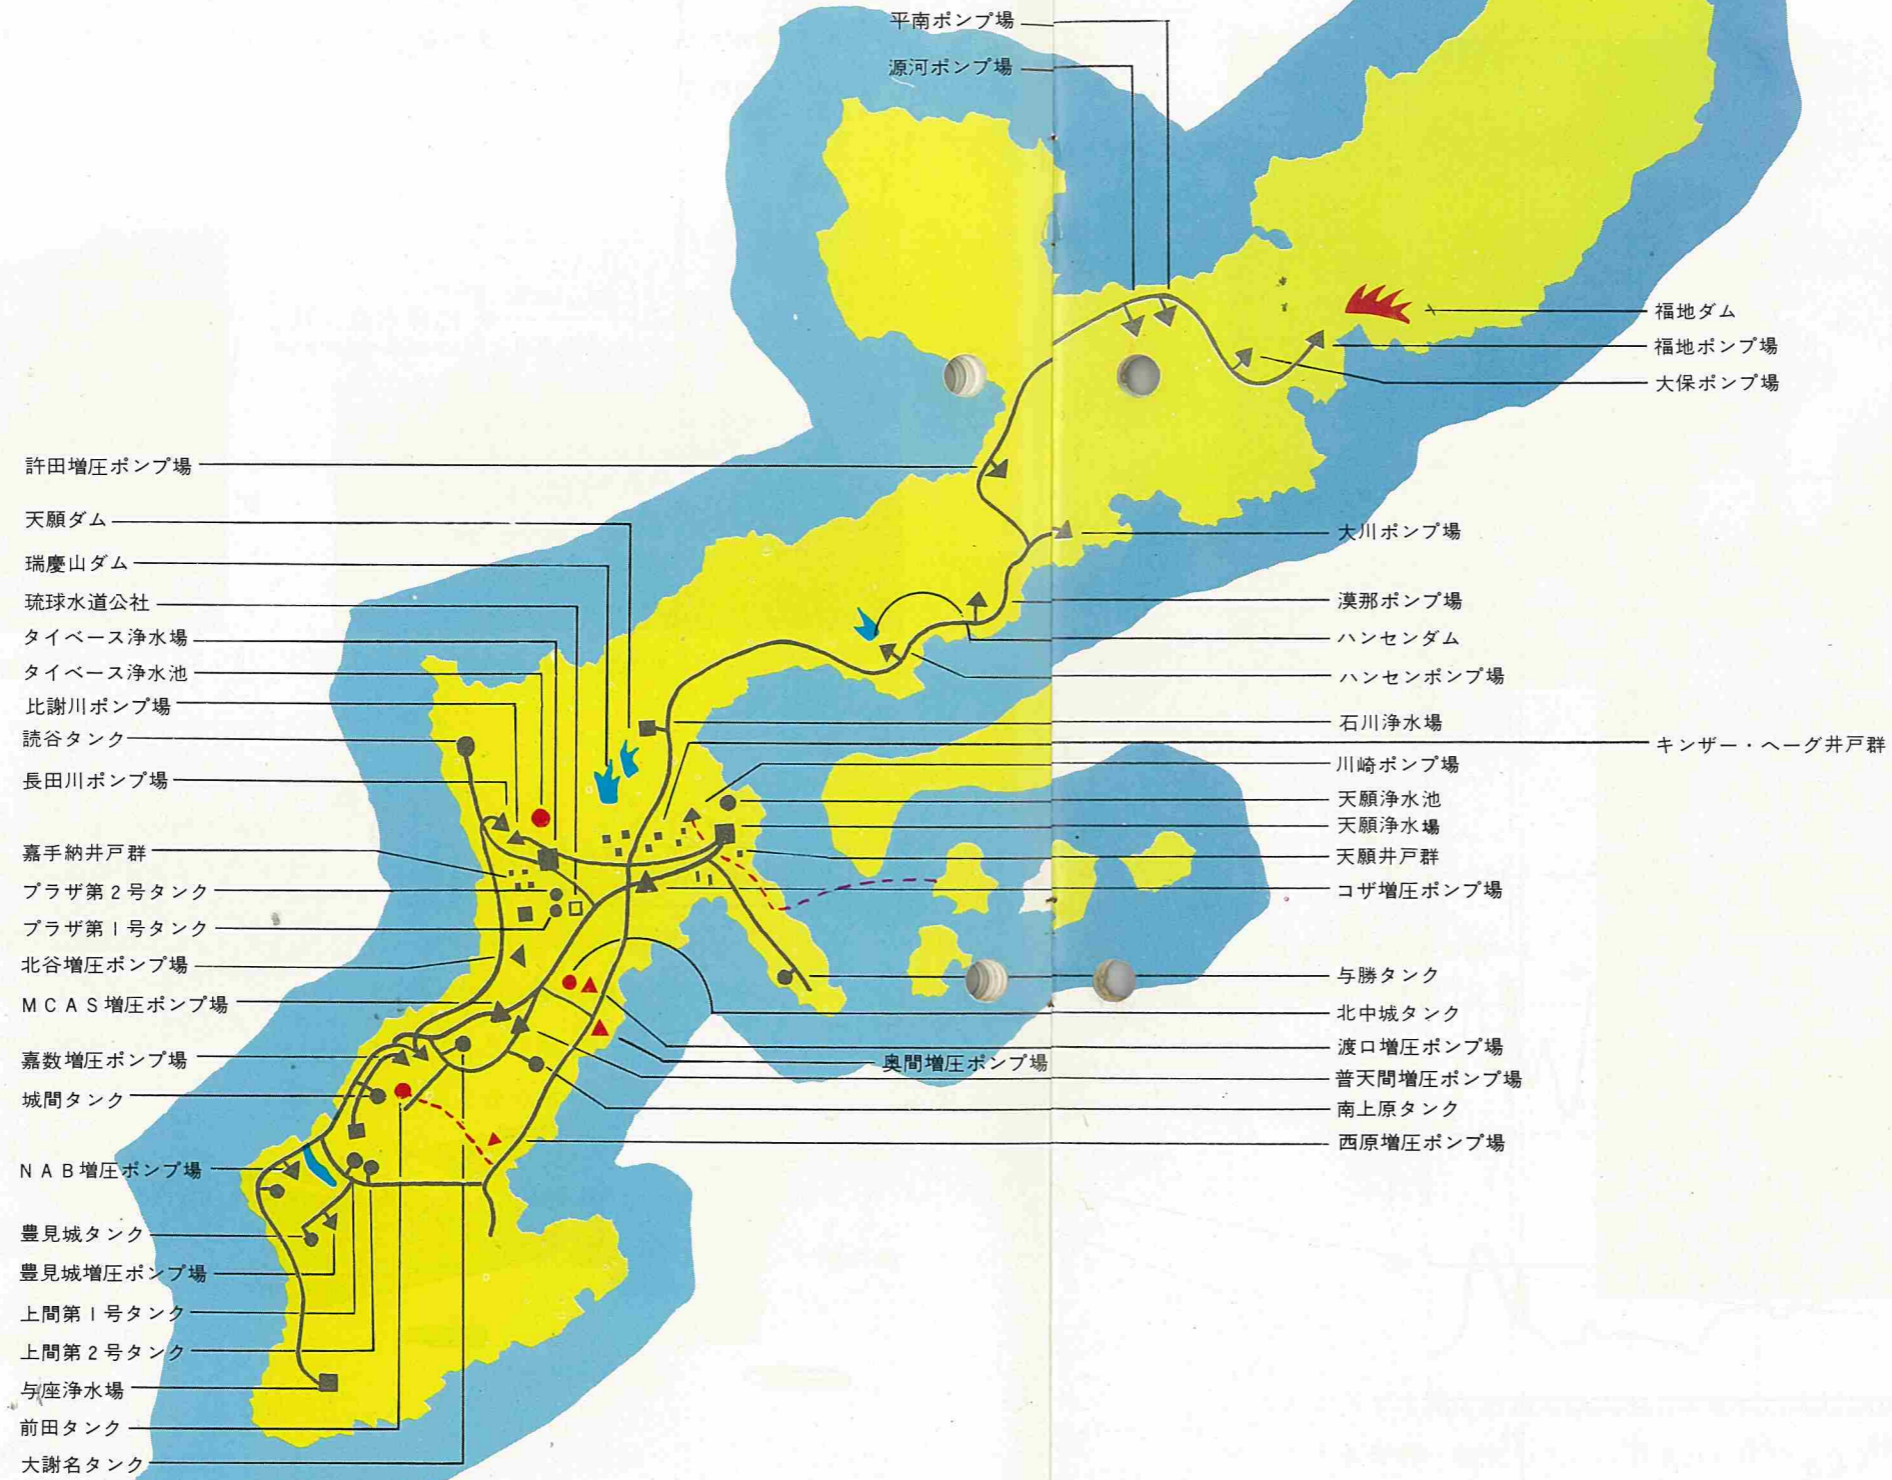 平南ポンプ場
源河ポンプ場
福地ダム
福地ポンプ場
大保ポンプ場
許田増圧ポンプ場
天願ダム
瑞慶山ダム
琉球水道公社
タイベース浄水場
タイベース浄水池
比謝川ポンプ場
読谷タンク
長田川ポンプ場
嘉手納井戸群
プラザ第2号タンク
プラザ第1号タンク
北谷増圧ポンプ場
MCAS増圧ポンプ場
嘉数増圧ポンプ場
城間タンク
NAB増圧ポンプ場
豊見城タンク
豊見城増圧ポンプ場
上間第1号タンク
上間第2号タンク
与座浄水場
前田タンク
大謝名タンク
大川ポンプ場
漠那ポンプ場
ハンセンダム
ハンセンポンプ場
石川浄水場
キンザー・ヘーグ井戸群
川崎ポンプ場
天願浄水池
天願浄水場
天願井戸群
コザ増圧ポンプ場
与勝タンク
北中城タンク
渡口増圧ポンプ場
奥間増圧ポンプ場
普天間増圧ポンプ場
南上原タンク
西原増圧ポンプ場